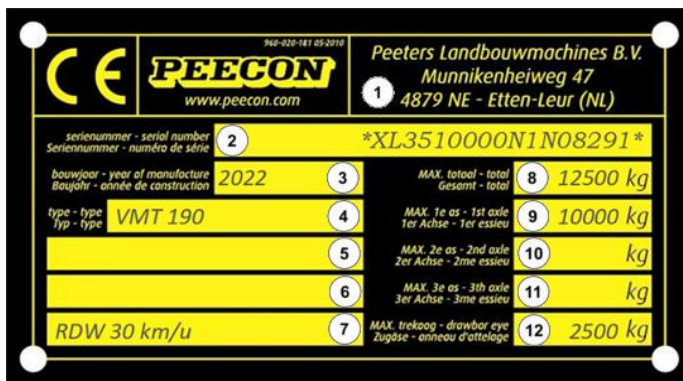 CE
960-020-181 05-2010
PEECON
www.peecon.com
Peeters Landbouwmachines B.V.
Munnikenheiweg 47
1 4879 NE - Etten-Leur (NL)
serienummer - serial number
Seriennummer - numéro de série
2 *XL3510000N1N08291*
bouwjaar - year of manufacture
Baujahr - année de construction
2022 3
type - type
Typ - type
VMT 190 4
5
6
RDW 30 km/u 7
MAX. totaal - total
Gesamt - total
8 12500 kg
MAX. 1e as - 1st axle
1er Achse - 1er essieu
9 10000 kg
MAX. 2e as - 2nd axle
2er Achse - 2me essieu
10 kg
MAX. 3e as - 3th axle
3er Achse - 3me essieu
11 kg
MAX. trekoog - drawbar eye
Zugöse - anneau d'attelage
12 2500 kg